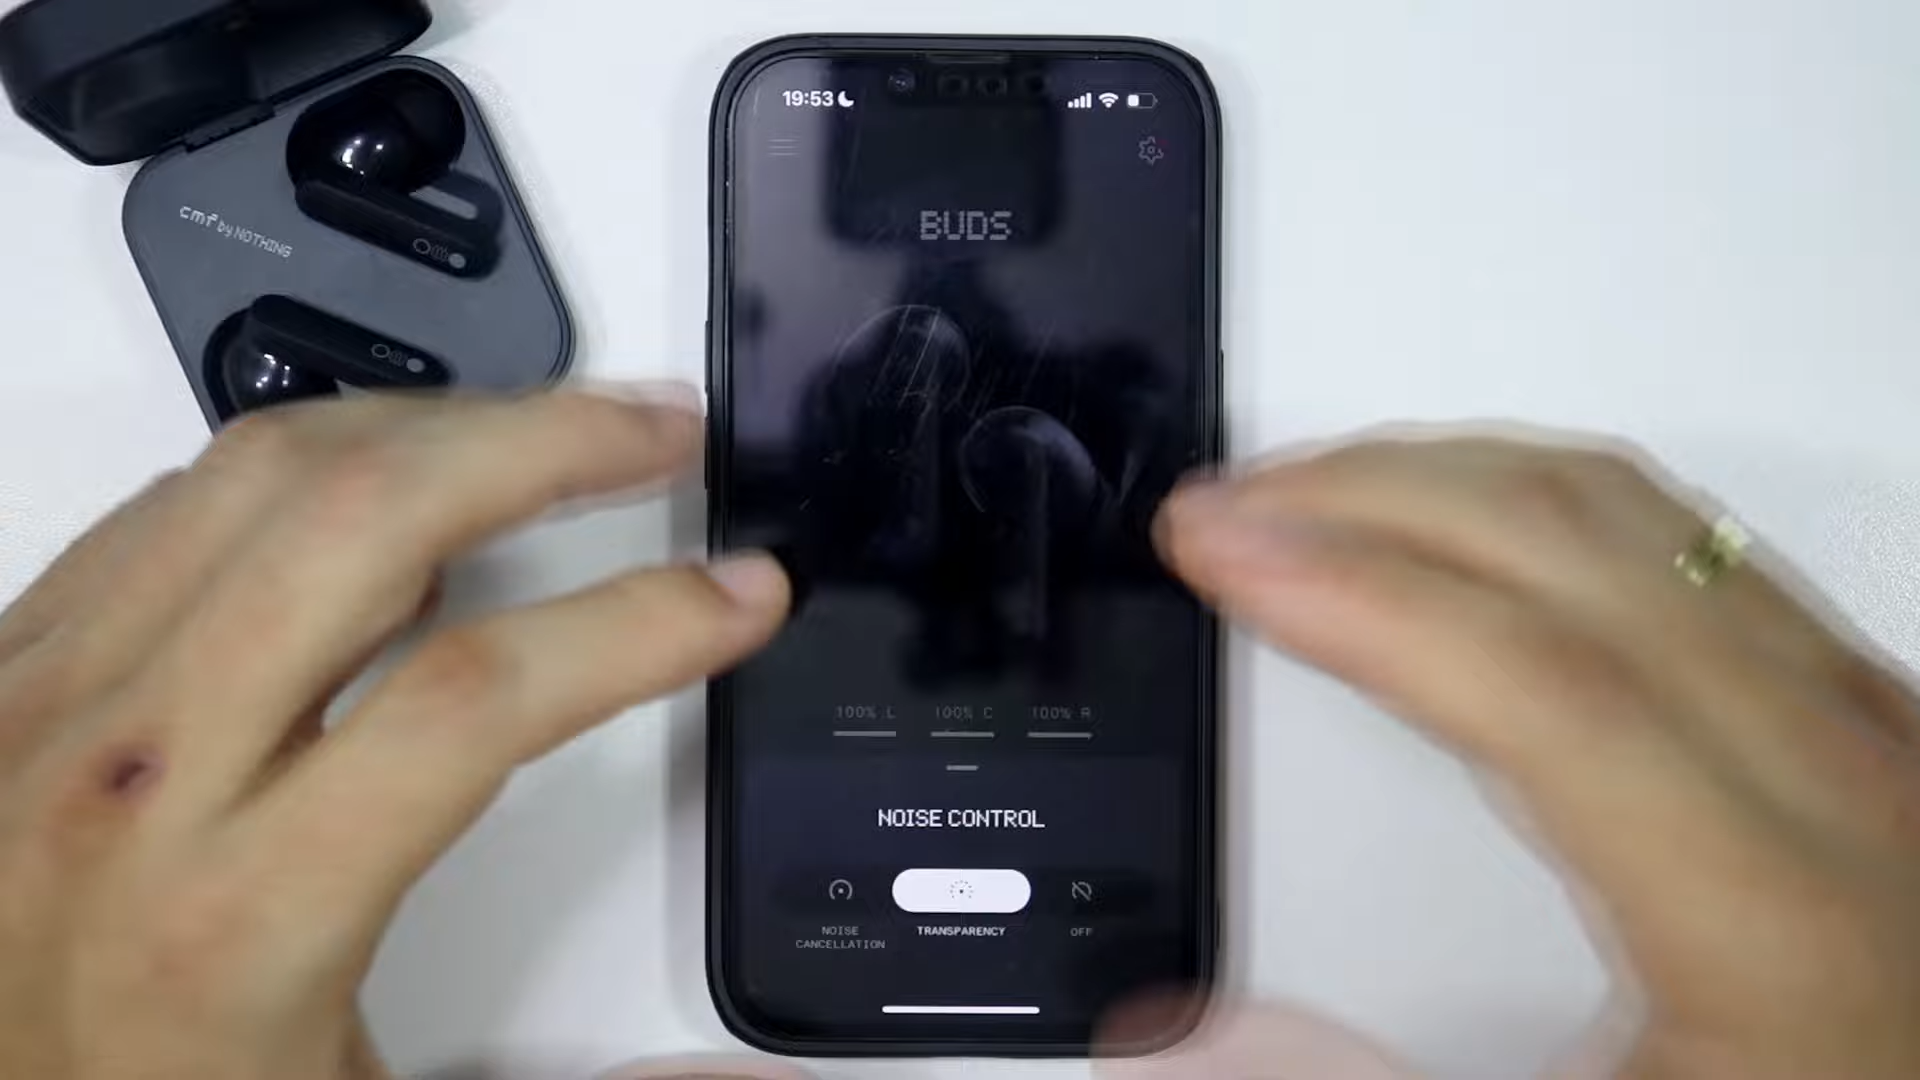 cmf by NOTHING
19:53
BUDS
100% L
100% C
100% R
NOISE CONTROL
NOISE CANCELLATION
TRANSPARENCY
OFF